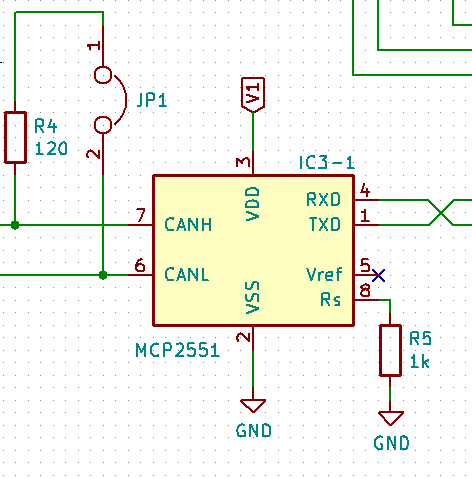 1
JP1
2
R4
120
V1
3
IC3-1
VDD
RXD
4
7
CANH
TXD
1
6
CANL
Vref
5
Rs
8
VSS
2
MCP2551
R5
1k
GND
GND